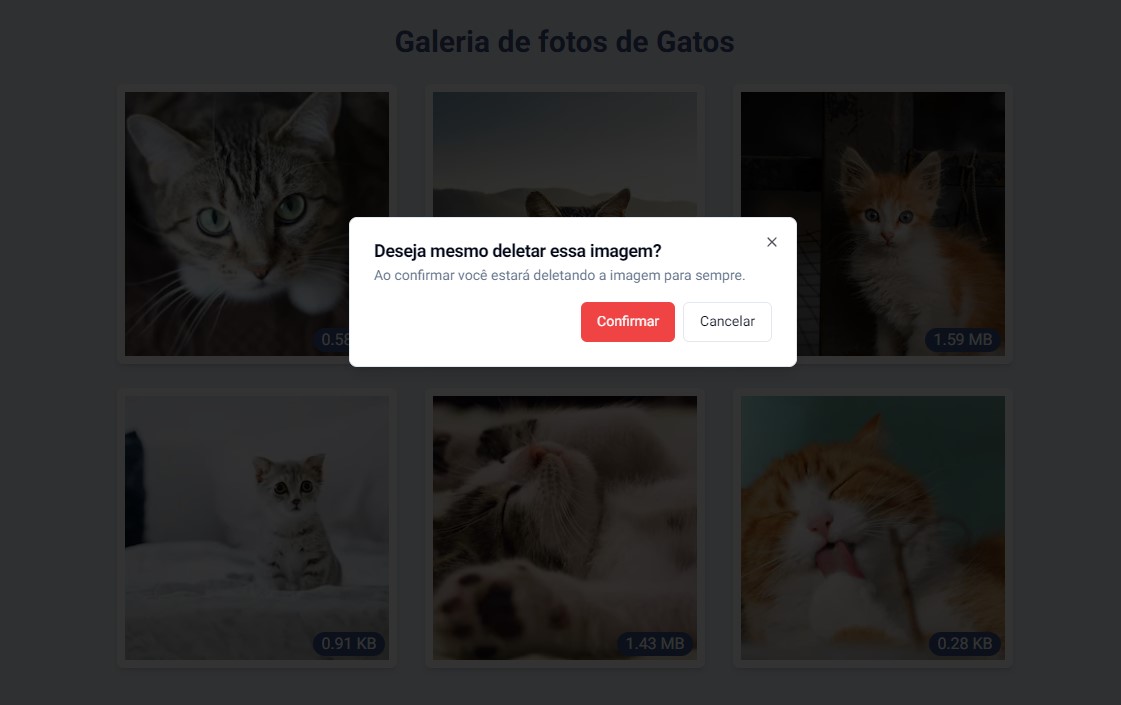 Galeria de fotos de Gatos
Deseja mesmo deletar essa imagem?
Ao confirmar você estará deletando a imagem para sempre.
Confirmar
Cancelar
0.58
1.59 MB
0.91 KB
1.43 MB
0.28 KB